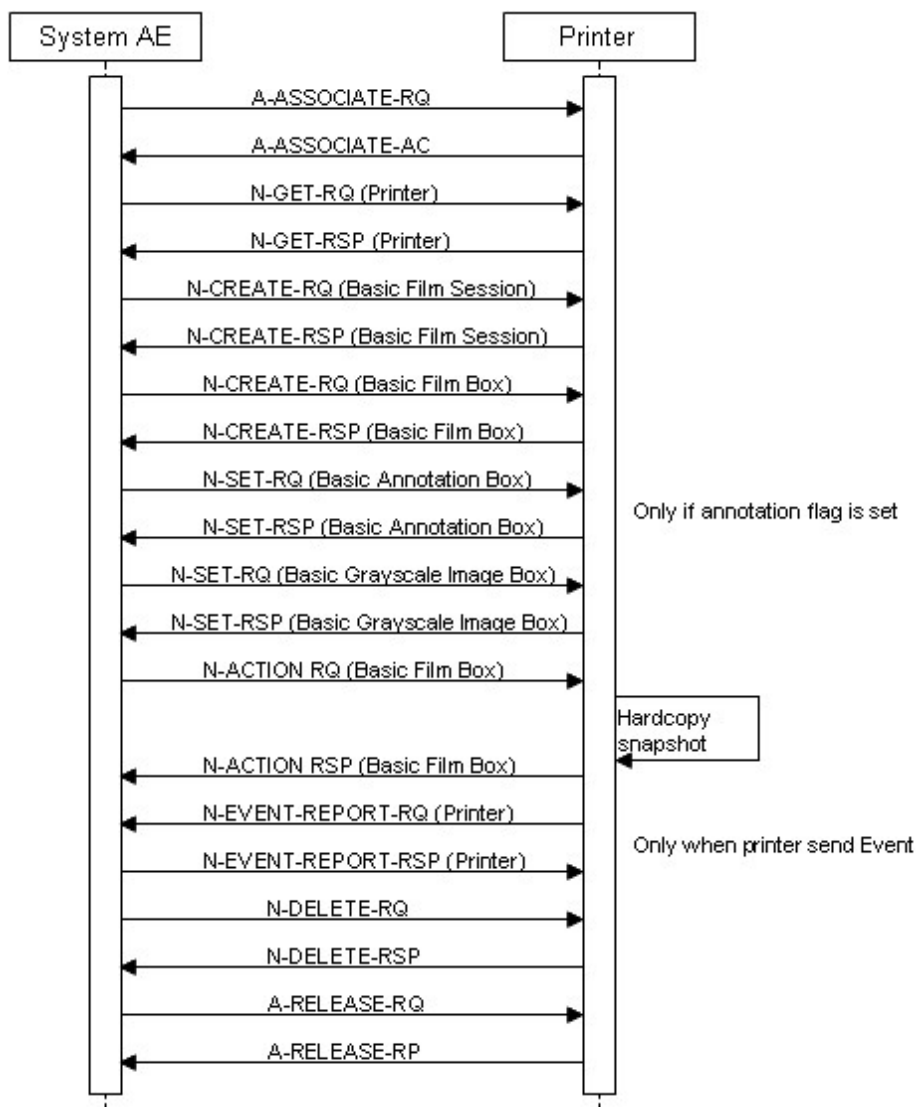 System AE
Printer
A-ASSOCIATE-RQ
A-ASSOCIATE-AC
N-GET-RQ (Printer)
N-GET-RSP (Printer)
N-CREATE-RQ (Basic Film Session)
N-CREATE-RSP (Basic Film Session)
N-CREATE-RQ (Basic Film Box)
N-CREATE-RSP (Basic Film Box)
N-SET-RQ (Basic Annotation Box)
Only if annotation flag is set
N-SET-RSP (Basic Annotation Box)
N-SET-RQ (Basic Grayscale Image Box)
N-SET-RSP (Basic Grayscale Image Box)
N-ACTION RQ (Basic Film Box)
Hardcopy
snapshot
N-ACTION RSP (Basic Film Box)
N-EVENT-REPORT-RQ (Printer)
Only when printer send Event
N-EVENT-REPORT-RSP (Printer)
N-DELETE-RQ
N-DELETE-RSP
A-RELEASE-RQ
A-RELEASE-RP